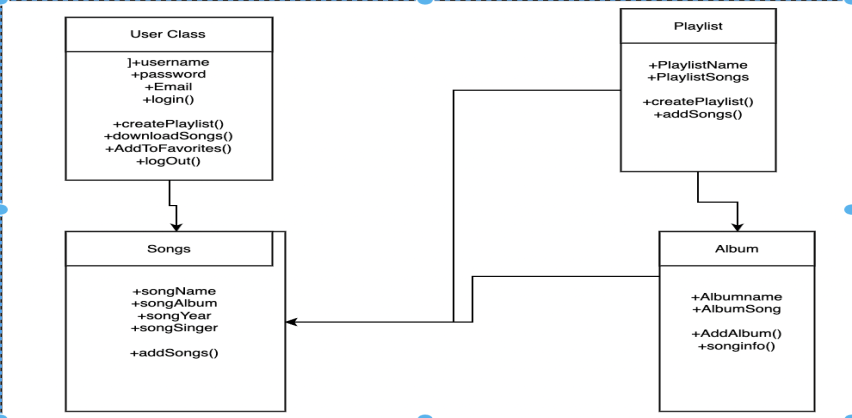 User Class
]+username
+password
+Email
+login()
+createPlaylist()
+downloadSongs()
+AddToFavorites()
+logOut()
Playlist
+PlaylistName
+PlaylistSongs
+createPlaylist()
+addSongs()
Songs
+songName
+songAlbum
+songYear
+songSinger
+addSongs()
Album
+Albumname
+AlbumSong
+AddAlbum()
+songinfo()